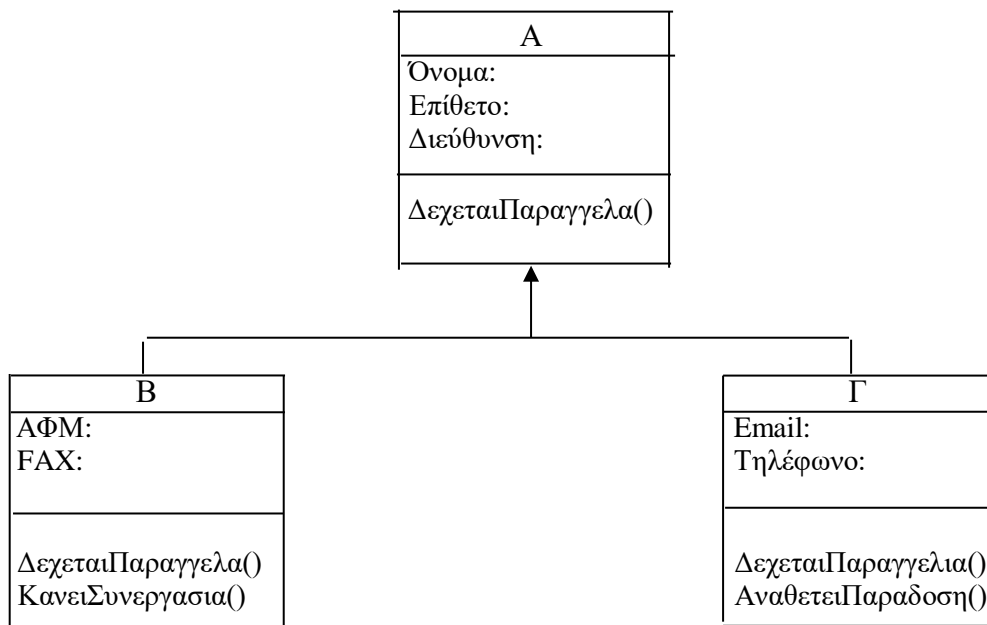 Α
Όνομα:
Επίθετο:
Διεύθυνση:
ΔεχεταιΠαραγγελα()
Β
ΑΦΜ:
FAX:
ΔεχεταιΠαραγγελα()
ΚανειΣυνεργασια()
Γ
Email:
Τηλέφωνο:
ΔεχεταιΠαραγγελια()
ΑναθετειΠαραδοση()